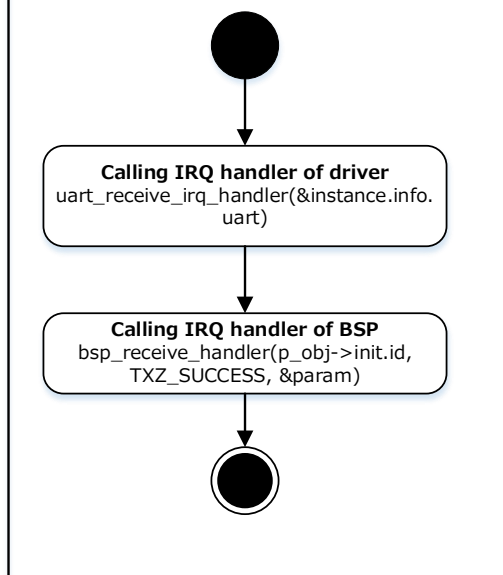 Calling IRQ handler of driver
uart_receive_irq_handler(&instance.info.
uart)
Calling IRQ handler of BSP
bsp_receive_handler(p_obj->init.id,
TXZ_SUCCESS, &param)